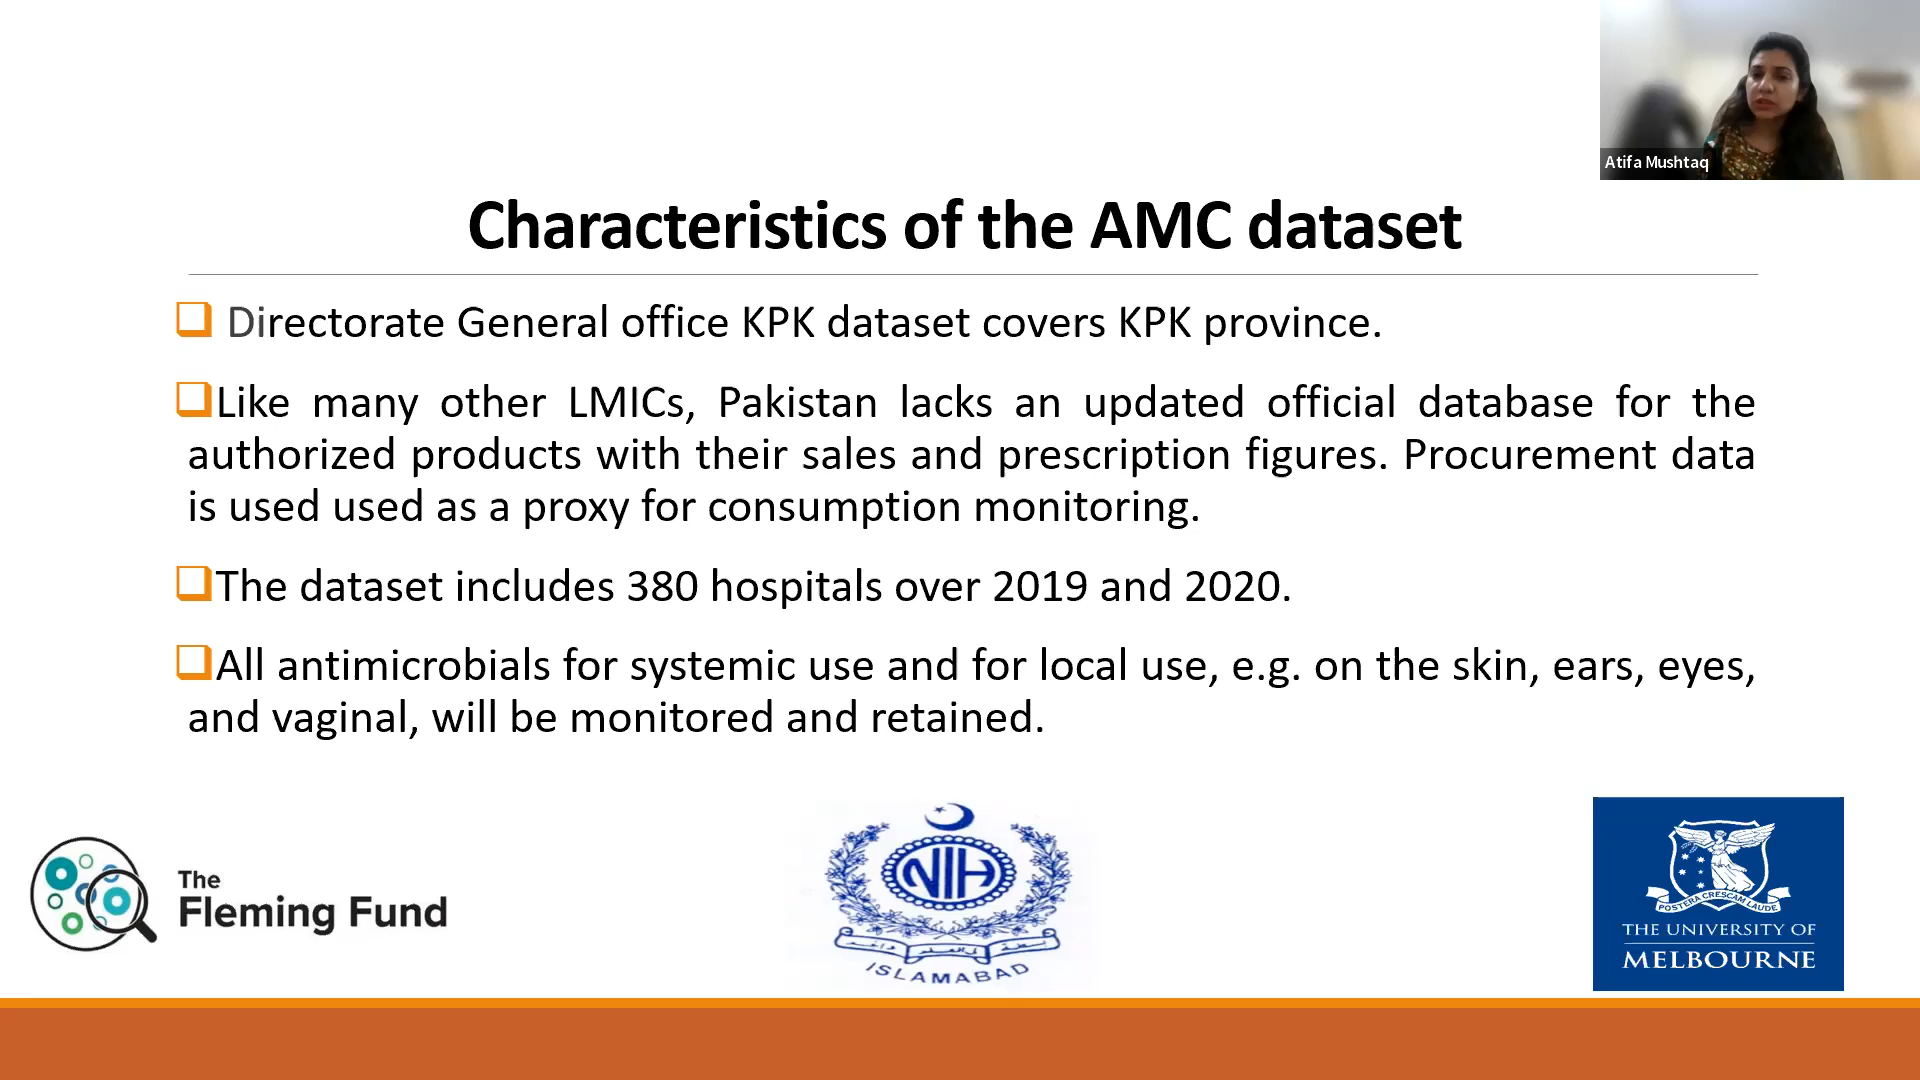 Atifa Mushtaq
Characteristics of the AMC dataset
Directorate General office KPK dataset covers KPK province.
Like many other LMICs, Pakistan lacks an updated official database for the
authorized products with their sales and prescription figures. Procurement data
is used used as a proxy for consumption monitoring.
The dataset includes 380 hospitals over 2019 and 2020.
All antimicrobials for systemic use and for local use, e.g. on the skin, ears, eyes,
and vaginal, will be monitored and retained.
The
Fleming Fund
NIH
ISLAMABAD
POSTERA CRESCAM LAUDE
THE UNIVERSITY OF
MELBOURNE